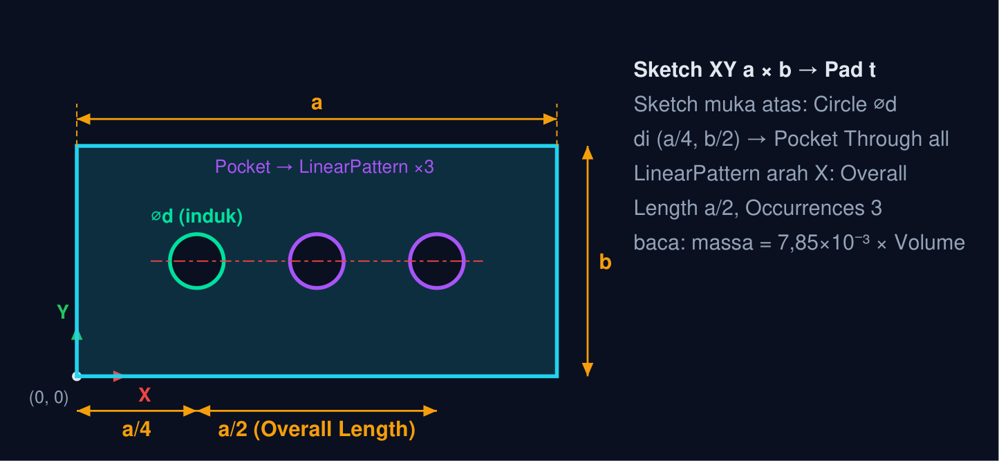 a
Pocket → LinearPattern ×3
⌀d (induk)
b
Y
X
(0, 0)
a/4
a/2 (Overall Length)
Sketch XY a × b → Pad t
Sketch muka atas: Circle ⌀d
di (a/4, b/2) → Pocket Through all
LinearPattern arah X: Overall
Length a/2, Occurrences 3
baca: massa = 7,85×10⁻³ × Volume